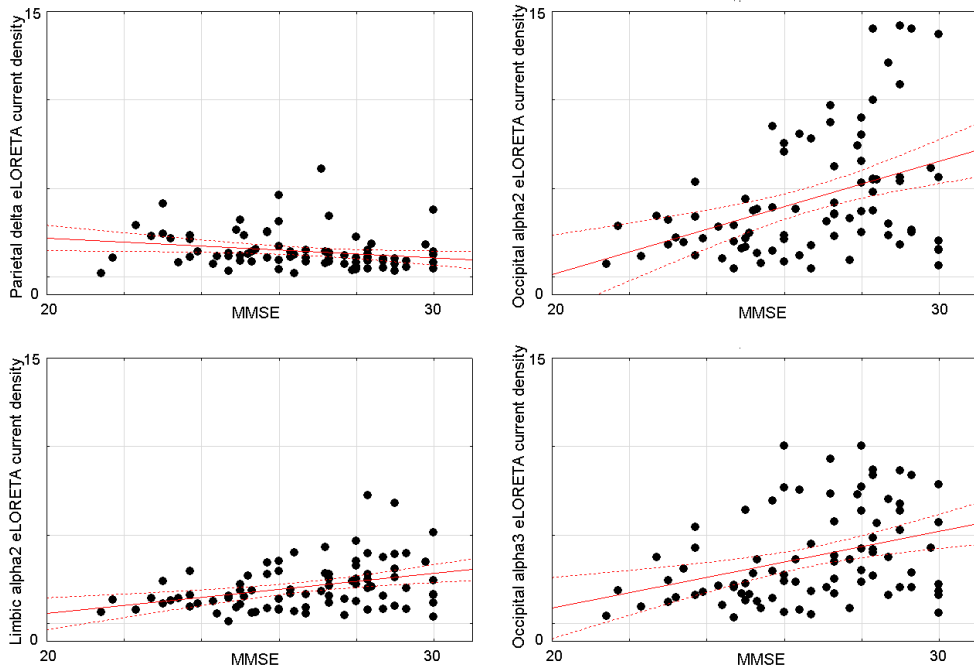 15
Parietal delta eLORETA current density
0
20
MMSE
30
15
Occipital alpha2 eLORETA current density
0
20
MMSE
30
15
Limbic alpha2 eLORETA current density
0
20
MMSE
30
15
Occipital alpha3 eLORETA current density
0
20
MMSE
30